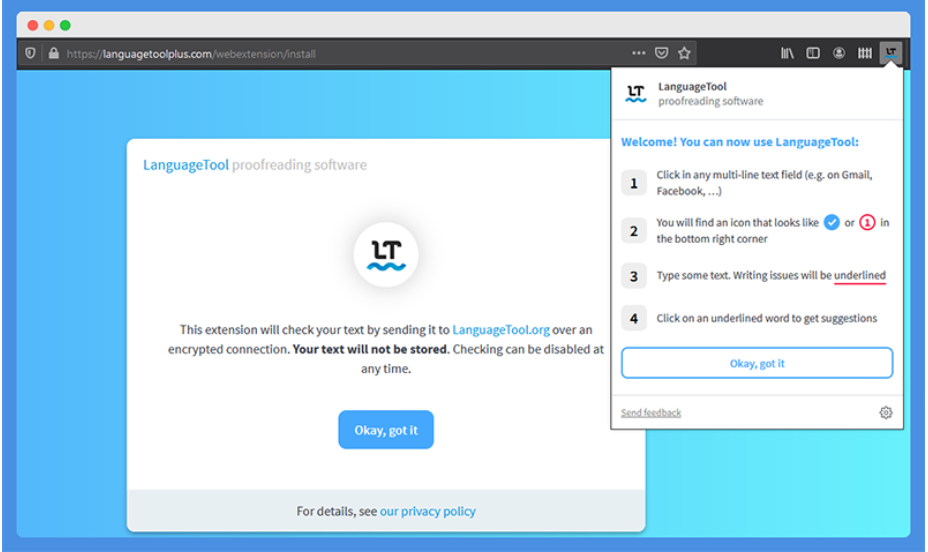 https://languagetoolplus.com/webextension/install
LT
LanguageTool proofreading software
LT
This extension will check your text by sending it to LanguageTool.org over an
encrypted connection. Your text will not be stored. Checking can be disabled at
any time.
Okay, got it
For details, see our privacy policy
LT
LanguageTool
proofreading software
Welcome! You can now use LanguageTool:
1 Click in any multi-line text field (e.g. on Gmail,
Facebook, …)
2 You will find an icon that looks like or 1 in
the bottom right corner
3 Type some text. Writing issues will be underlined
4 Click on an underlined word to get suggestions
Okay, got it
Send feedback